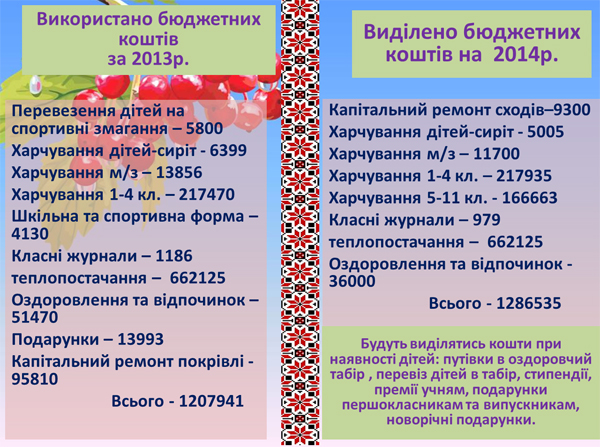 Використано бюджетних
коштів
за 2013р.
Перевезення дітей на
спортивні змагання – 5800
Харчування дітей-сиріт - 6399
Харчування м/з – 13856
Харчування 1-4 кл. – 217470
Шкільна та спортивна форма –
4130
Класні журнали – 1186
теплопостачання – 662125
Оздоровлення та відпочинок –
51470
Подарунки – 13993
Капітальний ремонт покрівлі -
95810
Всього - 1207941
Виділено бюджетних
коштів на 2014р.
Капітальний ремонт сходів–9300
Харчування дітей-сиріт - 5005
Харчування м/з – 11700
Харчування 1-4 кл. – 217935
Харчування 5-11 кл. - 166663
Класні журнали – 979
теплопостачання – 662125
Оздоровлення та відпочинок -
36000
Всього - 1286535
Будуть виділятись кошти при
наявності дітей: путівки в оздоровчий
табір , перевіз дітей в табір, стипендії,
премії учням, подарунки
першокласникам та випускникам,
новорічні подарунки.